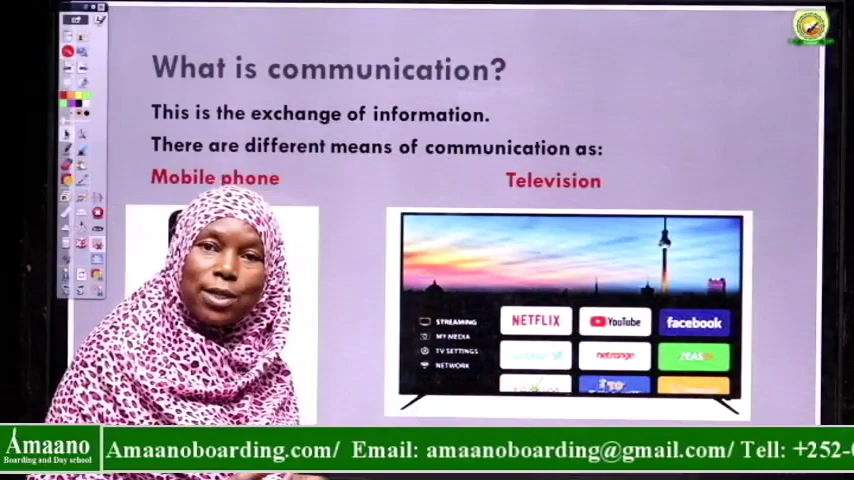 What is communication?
This is the exchange of information.
There are different means of communication as:
Mobile phone
Television
STREAMING
MY MEDIA
TV SETTINGS
NETWORK
NETFLIX
YouTube
facebook
netrange
Amaano
Boarding and Day school
Amaanoboarding.com/ Email: amaanoboarding@gmail.com/ Tell: +252-